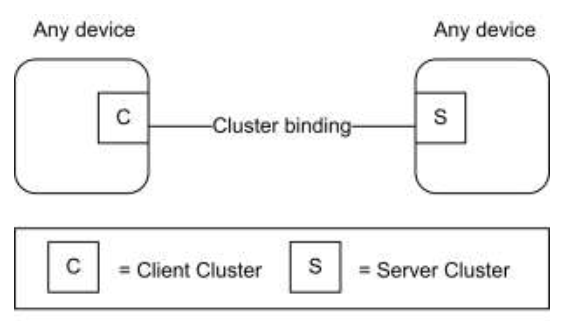 Any device Any device
C Cluster binding S
C = Client Cluster S = Server Cluster